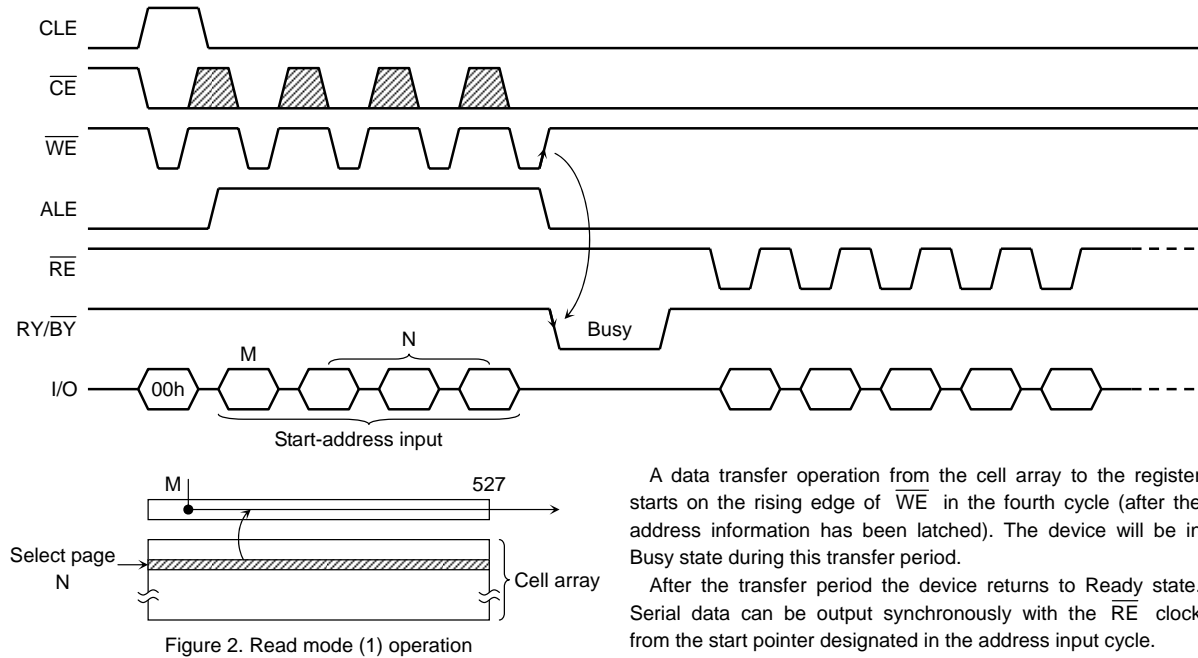 CLE
CE
WE
ALE
RE
RY/BY
Busy
M
N
I/O
00h
Start-address input
M
527
Select page
N
Cell array
Figure 2. Read mode (1) operation
A data transfer operation from the cell array to the register
starts on the rising edge of WE in the fourth cycle (after the
address information has been latched). The device will be in
Busy state during this transfer period.
After the transfer period the device returns to Ready state.
Serial data can be output synchronously with the RE clock
from the start pointer designated in the address input cycle.